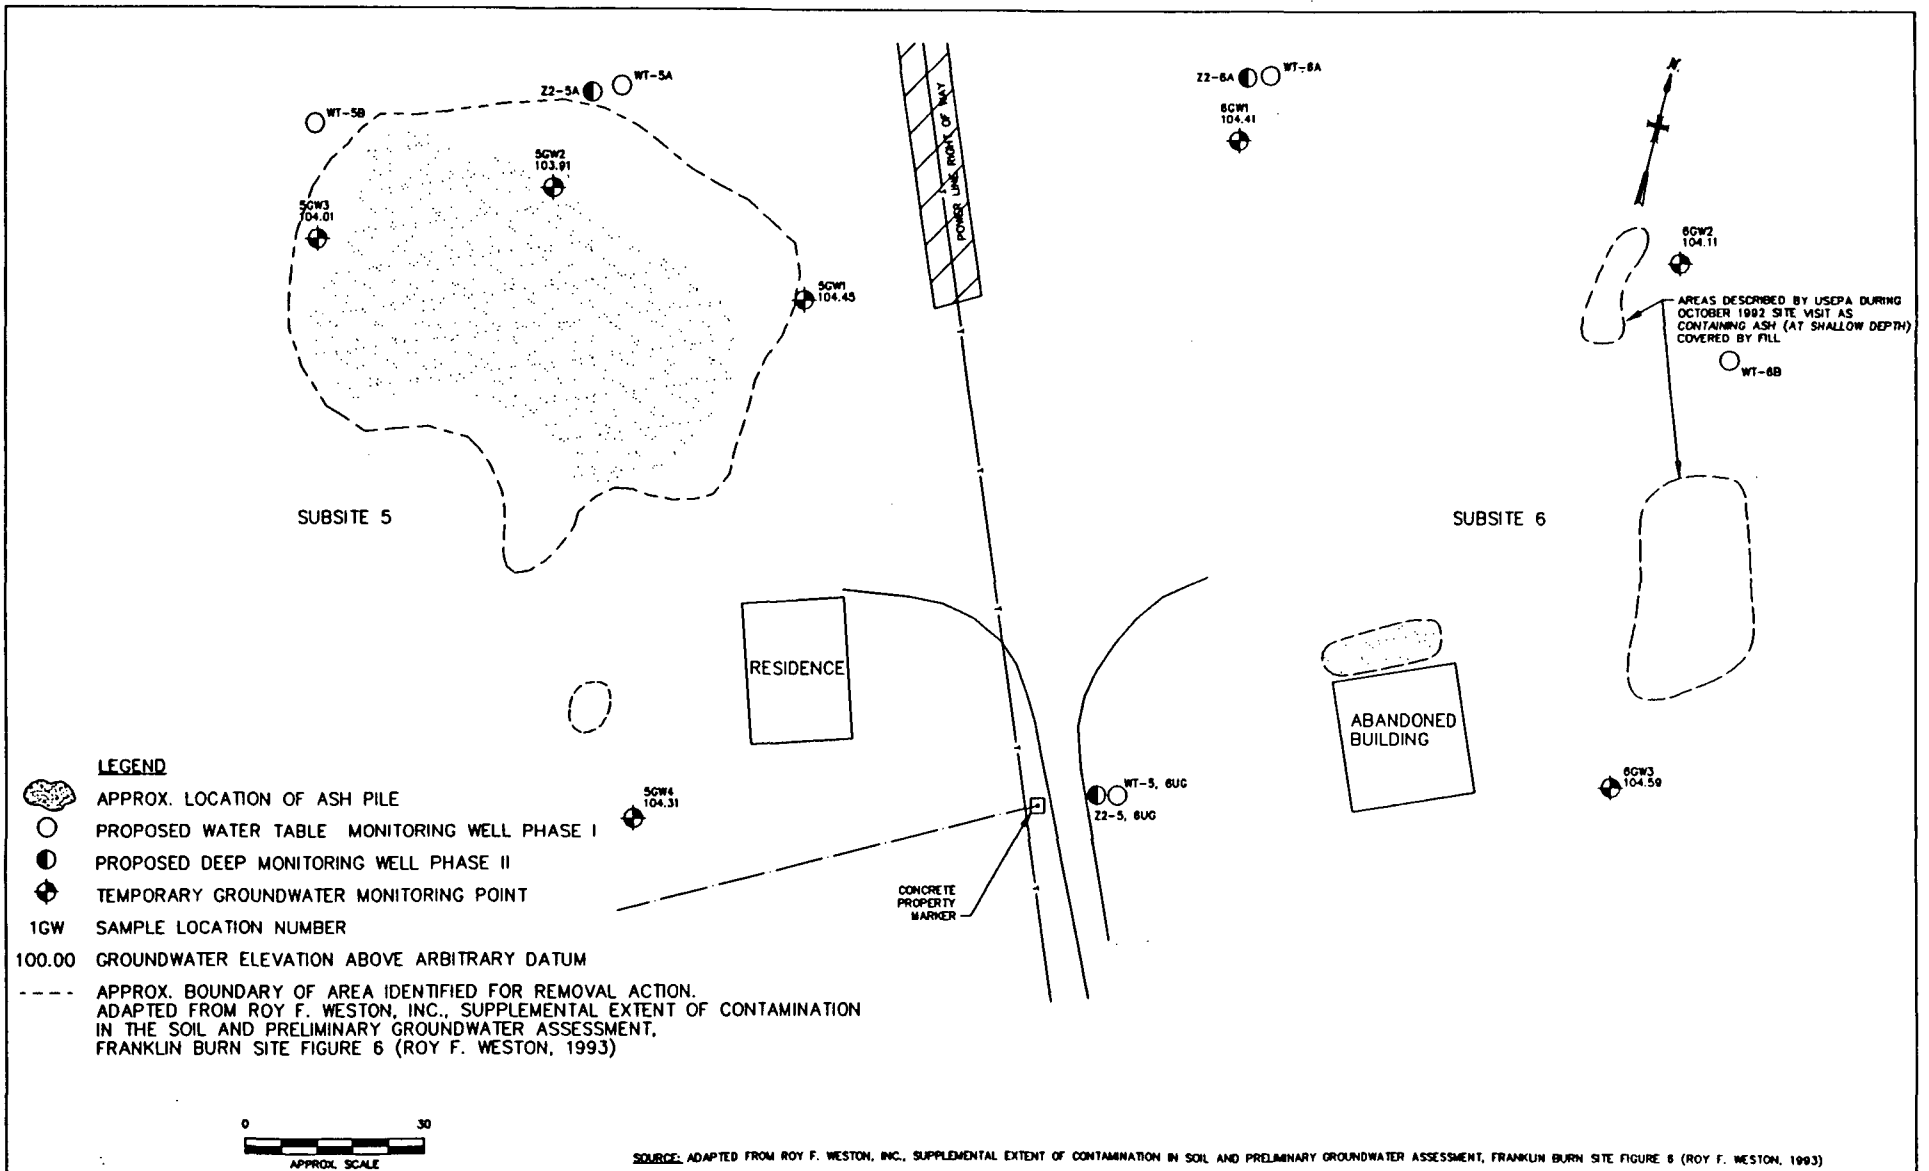 WT-5A
Z2-5A
WT-5B
5GW2
103.91
5GW3
104.01
5GW1
104.45
POWER LINE RIGHT OF WAY
Z2-6A
WT-6A
6GW1
104.41
N
6GW2
104.11
AREAS DESCRIBED BY USEPA DURING
OCTOBER 1992 SITE VISIT AS
CONTAINING ASH (AT SHALLOW DEPTH)
COVERED BY FILL
WT-6B
SUBSITE 5
SUBSITE 6
T
T
T
T
T
T
RESIDENCE
ABANDONED
BUILDING
5GW4
104.31
WT-5, 6UG
Z2-5, 6UG
6GW3
104.59
CONCRETE
PROPERTY
MARKER
LEGEND
APPROX. LOCATION OF ASH PILE
PROPOSED WATER TABLE MONITORING WELL PHASE I
PROPOSED DEEP MONITORING WELL PHASE II
TEMPORARY GROUNDWATER MONITORING POINT
1GW SAMPLE LOCATION NUMBER
100.00 GROUNDWATER ELEVATION ABOVE ARBITRARY DATUM
APPROX. BOUNDARY OF AREA IDENTIFIED FOR REMOVAL ACTION.
ADAPTED FROM ROY F. WESTON, INC., SUPPLEMENTAL EXTENT OF CONTAMINATION
IN THE SOIL AND PRELIMINARY GROUNDWATER ASSESSMENT,
FRANKLIN BURN SITE FIGURE 6 (ROY F. WESTON, 1993)
0 30
APPROX. SCALE
SOURCE: ADAPTED FROM ROY F. WESTON, INC., SUPPLEMENTAL EXTENT OF CONTAMINATION IN SOIL AND PRELIMINARY GROUNDWATER ASSESSMENT, FRANKLIN BURN SITE FIGURE 6 (ROY F. WESTON, 1993)